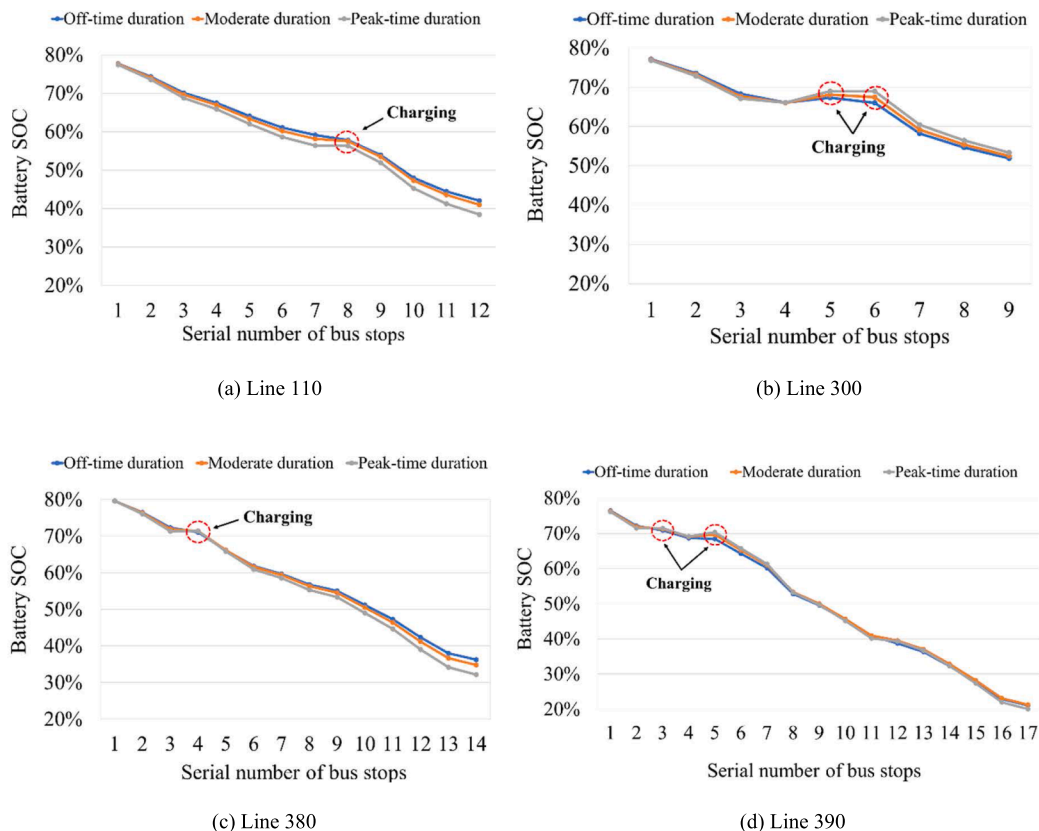 Off-time duration Moderate duration Peak-time duration
80%
70%
60%
50%
40%
30%
20%
Battery SOC
Charging
1 2 3 4 5 6 7 8 9 10 11 12
Serial number of bus stops
(a) Line 110
Off-time duration Moderate duration Peak-time duration
80%
70%
60%
50%
40%
30%
20%
Battery SOC
Charging
1 2 3 4 5 6 7 8 9
Serial number of bus stops
(b) Line 300
Off-time duration Moderate duration Peak-time duration
80%
70%
60%
50%
40%
30%
20%
Battery SOC
Charging
1 2 3 4 5 6 7 8 9 10 11 12 13 14
Serial number of bus stops
(c) Line 380
Off-time duration Moderate duration Peak-time duration
80%
70%
60%
50%
40%
30%
20%
Battery SOC
Charging
1 2 3 4 5 6 7 8 9 10 11 12 13 14 15 16 17
Serial number of bus stops
(d) Line 390